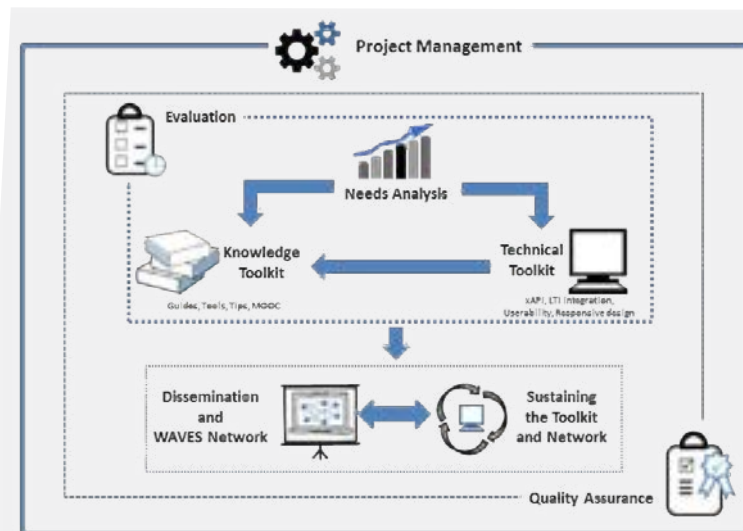 Project Management
Evaluation
Needs Analysis
Knowledge
Toolkit
Guides, Tools, Tips, MOOC
Technical
Toolkit
xAPI, LTI Integration,
Userability, Responsive design
Dissemination
and
WAVES Network
Sustaining
the Toolkit
and Network
Quality Assurance